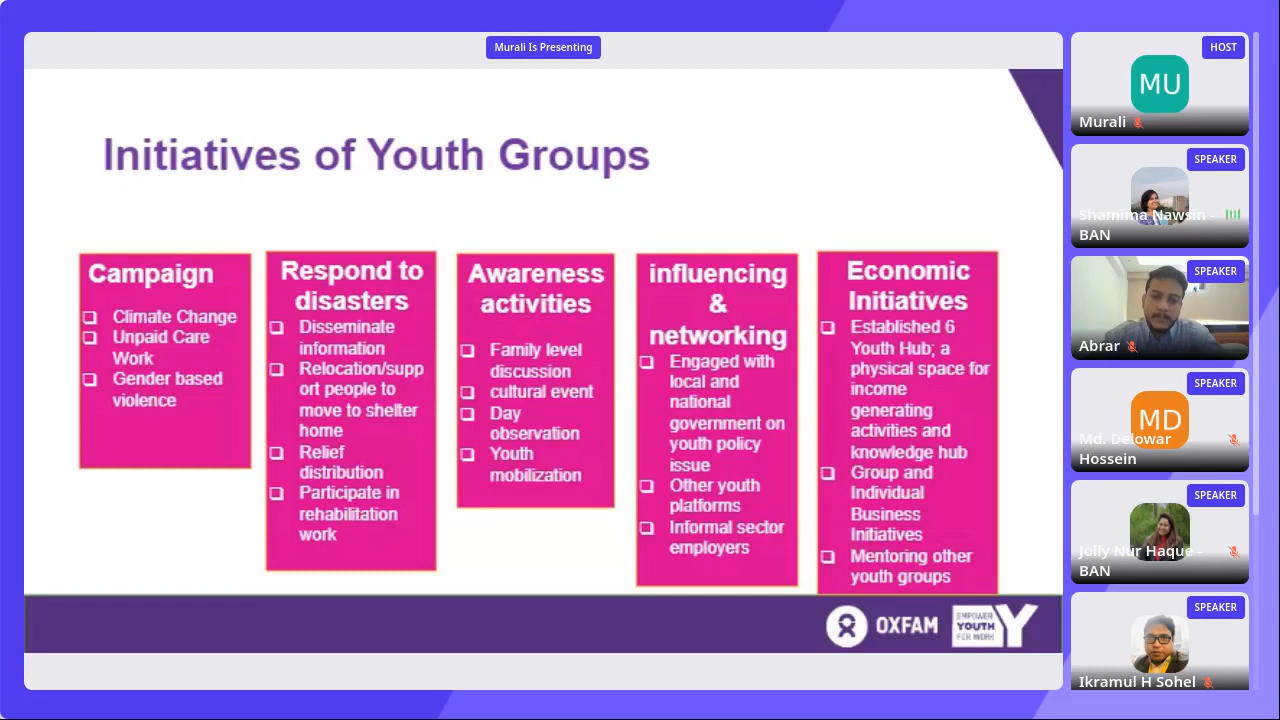 Murali Is Presenting
Initiatives of Youth Groups
Campaign
Climate Change
Unpaid Care
Work
Gender based
violence
Respond to
disasters
Disseminate
information
Relocation/supp
ort people to
move to shelter
home
Relief
distribution
Participate in
rehabilitation
work
Awareness
activities
Family level
discussion
cultural event
Day
observation
Youth
mobilization
influencing
&
networking
Engaged with
local and
national
government on
youth policy
issue
Other youth
platforms
Informal sector
employers
Economic
Initiatives
Established 6
Youth Hub; a
physical space for
income
generating
activities and
knowledge hub
Group and
Individual
Business
Initiatives
Mentoring other
youth groups
OXFAM
EMPOWER
YOUTH
FOR WORK
Y
HOST
MU
Murali
SPEAKER
Shamima Nawsin -
BAN
SPEAKER
Abrar
SPEAKER
MD
Md. Delowar
Hossein
SPEAKER
Jolly Nur Haque -
BAN
SPEAKER
Ikramul H Sohel